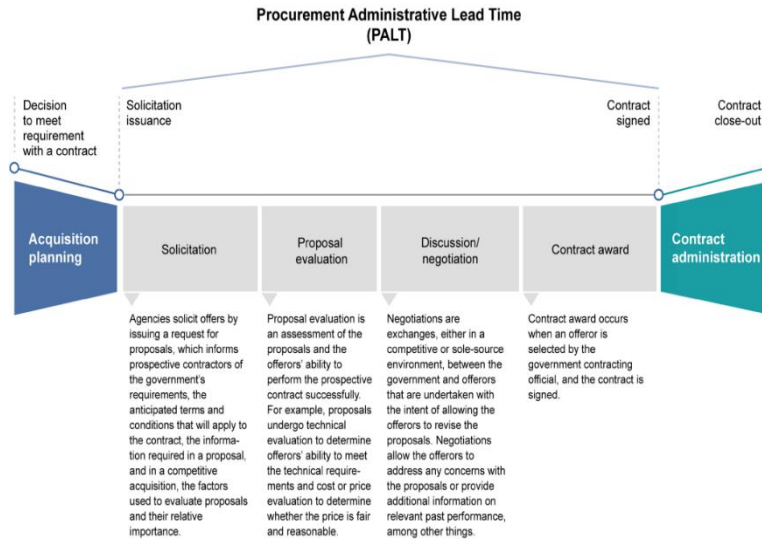 Procurement Administrative Lead Time
(PALT)
Decision
to meet
requirement
with a contract
Solicitation
issuance
Contract
signed
Contract
close-out
Acquisition
planning
Solicitation
Proposal
evaluation
Discussion/
negotiation
Contract award
Contract
administration
Agencies solicit offers by
issuing a request for
proposals, which informs
prospective contractors of
the government's
requirements, the
anticipated terms and
conditions that will apply to
the contract, the informa-
tion required in a proposal,
and in a competitive
acquisition, the factors
used to evaluate proposals
and their relative
importance.
Proposal evaluation is
an assessment of the
proposals and the
offerors' ability to
perform the prospective
contract successfully.
For example, proposals
undergo technical
evaluation to determine
offerors' ability to meet
the technical require-
ments and cost or price
evaluation to determine
whether the price is fair
and reasonable.
Negotiations are
exchanges, either in a
competitive or sole-source
environment, between the
government and offerors
that are undertaken with
the intent of allowing the
offerors to revise the
proposals. Negotiations
allow the offerors to
address any concerns with
the proposals or provide
additional information on
relevant past performance,
among other things.
Contract award occurs
when an offeror is
selected by the
government contracting
official, and the contract is
signed.